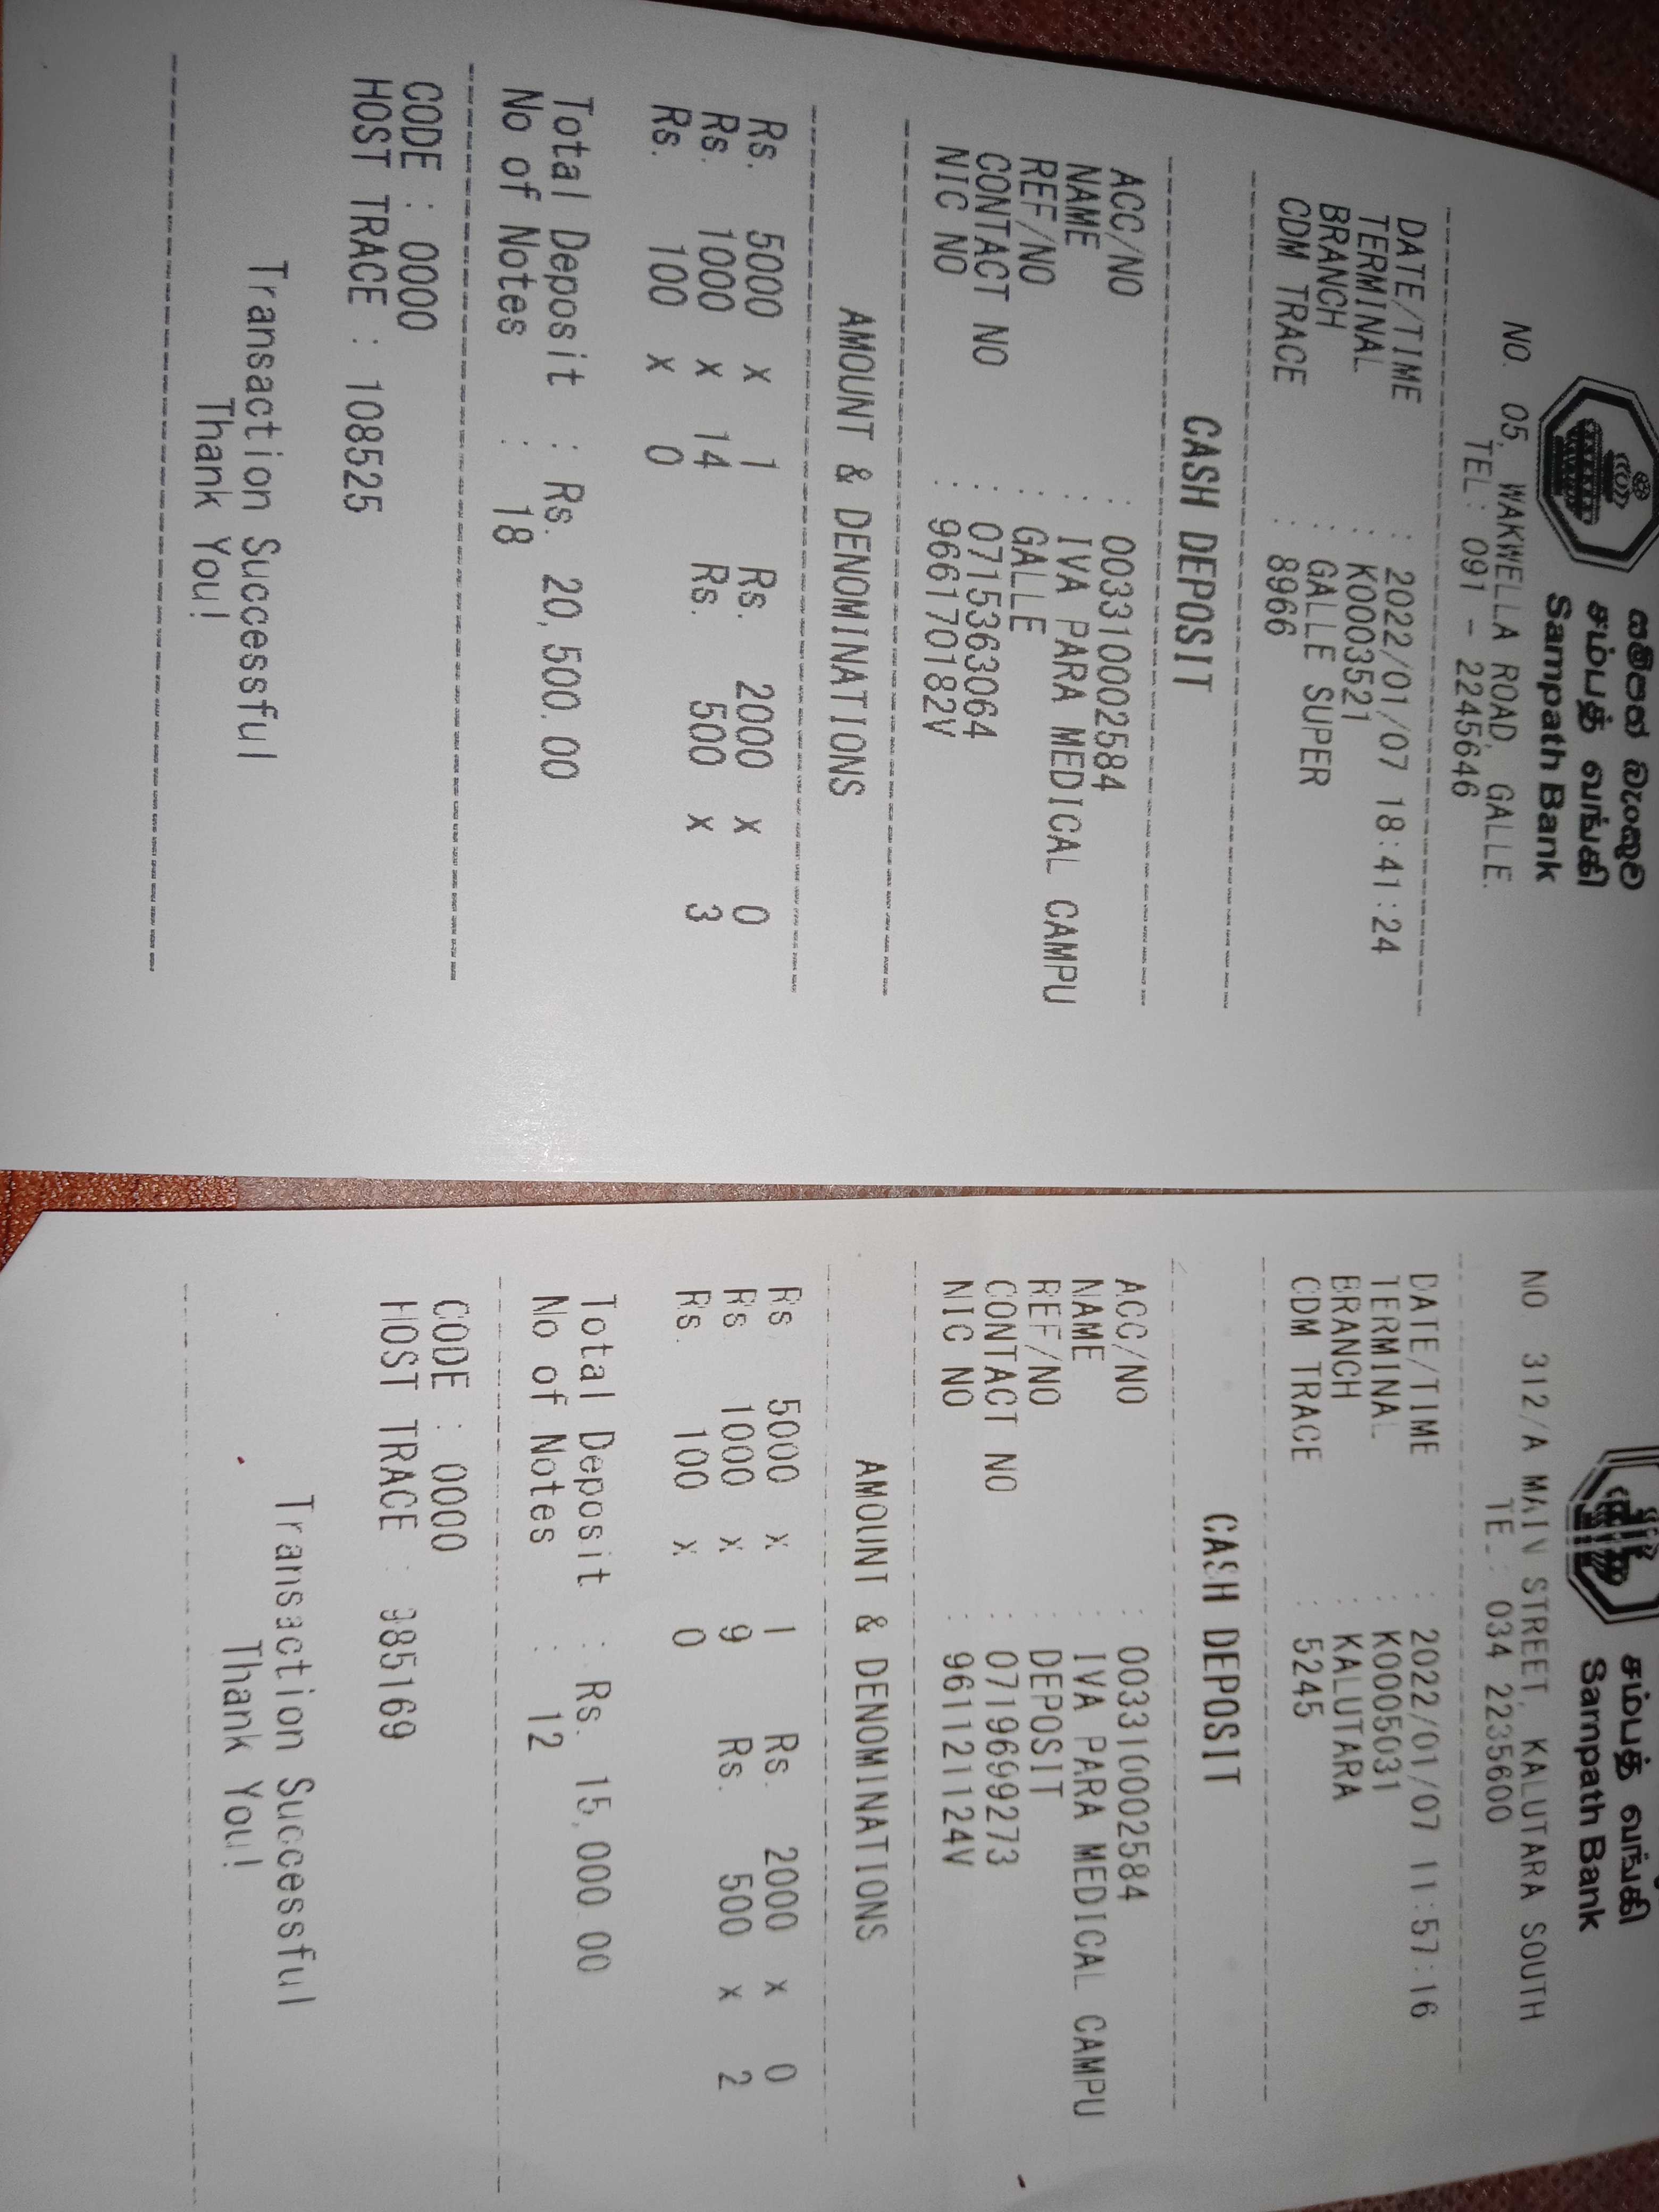 සම්පත් බැංකුව
சம்பத் வங்கி
Sampath Bank
NO. 05, WAKWELLA ROAD, GALLE.
TEL : 091 - 2245646
DATE/TIME : 2022/01/07 18:41:24
TERMINAL : K0003521
BRANCH : GALLE SUPER
CDM TRACE : 8966
CASH DEPOSIT
ACC/NO : 003310002584
NAME : IVA PARA MEDICAL CAMPU
REF/NO : GALLE
CONTACT NO : 0715363064
NIC NO : 966170182V
AMOUNT & DENOMINATIONS
Rs. 5000 x 1 Rs. 2000 x 0
Rs. 1000 x 14 Rs. 500 x 3
Rs. 100 x 0
Total Deposit : Rs. 20,500.00
No of Notes : 18
CODE : 0000
HOST TRACE : 108525
Transaction Successful
Thank You!
சம்பத் வங்கி
Sampath Bank
NO 312/A MAIN STREET, KALUTARA SOUTH
TEL: 034 2235600
DATE/TIME : 2022/01/07 11:57:16
TERMINAL : K0005031
BRANCH : KALUTARA
CDM TRACE : 5245
CASH DEPOSIT
ACC/NO : 003310002584
NAME : IVA PARA MEDICAL CAMPU
REF/NO : DEPOSIT
CONTACT NO : 0719699273
NIC NO : 961121124V
AMOUNT & DENOMINATIONS
Rs 5000 x 1 Rs. 2000 x 0
Rs 1000 x 9 Rs. 500 x 2
Rs. 100 x 0
Total Deposit : Rs. 15,000 00
No of Notes : 12
CODE : 0000
HOST TRACE :
Transaction Successful
Thank You!